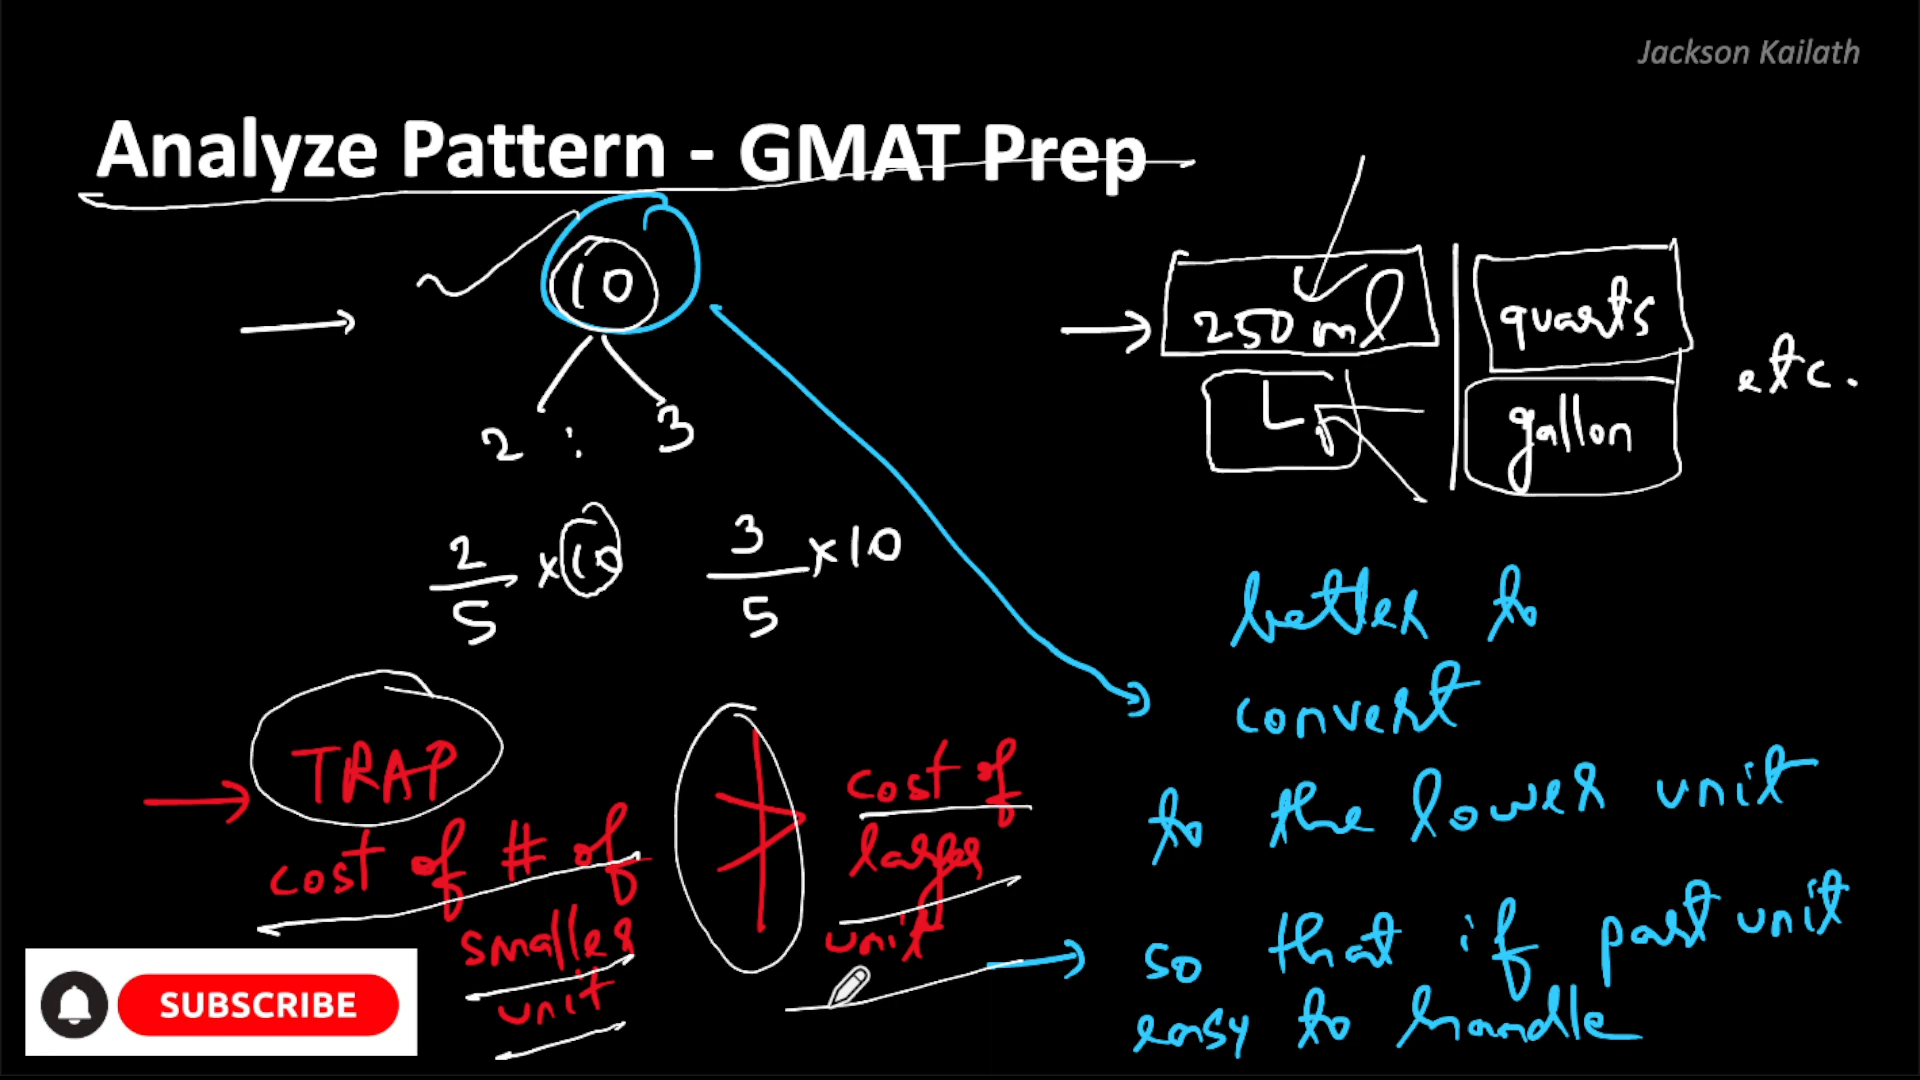 Jackson Kailath
Analyze Pattern - GMAT Prep
10
2 : 3
2/5 ×10 3/5 ×10
250 ml
L
quarts
gallon
etc.
better to
convert
to the lower unit
so that if part unit
easy to handle
TRAP
cost of # of
smaller
unit
>
cost of
larger
unit
SUBSCRIBE